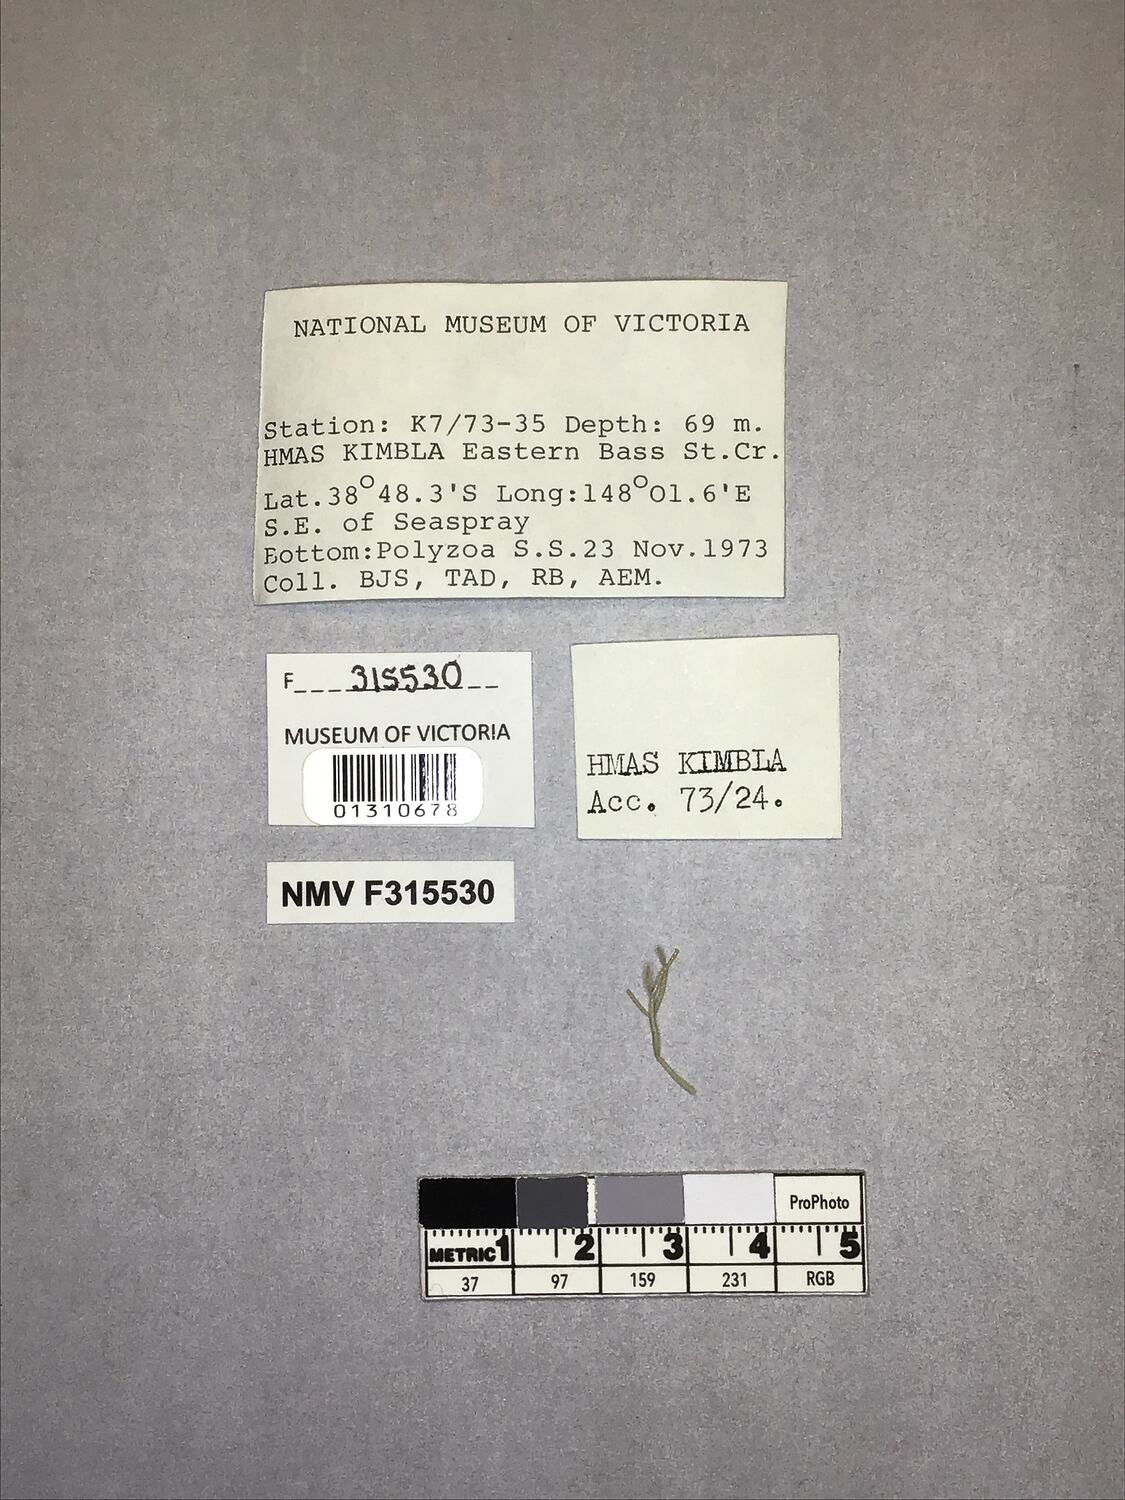 NATIONAL MUSEUM OF VICTORIA
Station: K7/73-35 Depth: 69 m.
HMAS KIMBLA Eastern Bass St.Cr.
Lat.38°48.3'S Long:148°01.6'E
S.E. of Seaspray
Bottom:Polyzoa S.S.23 Nov.1973
Coll. BJS, TAD, RB, AEM.
F___315530__
MUSEUM OF VICTORIA
01310678
HMAS KIMBLA
Acc. 73/24.
NMV F315530
ProPhoto
METRIC 1 2 3 4 5
37 97 159 231 RGB